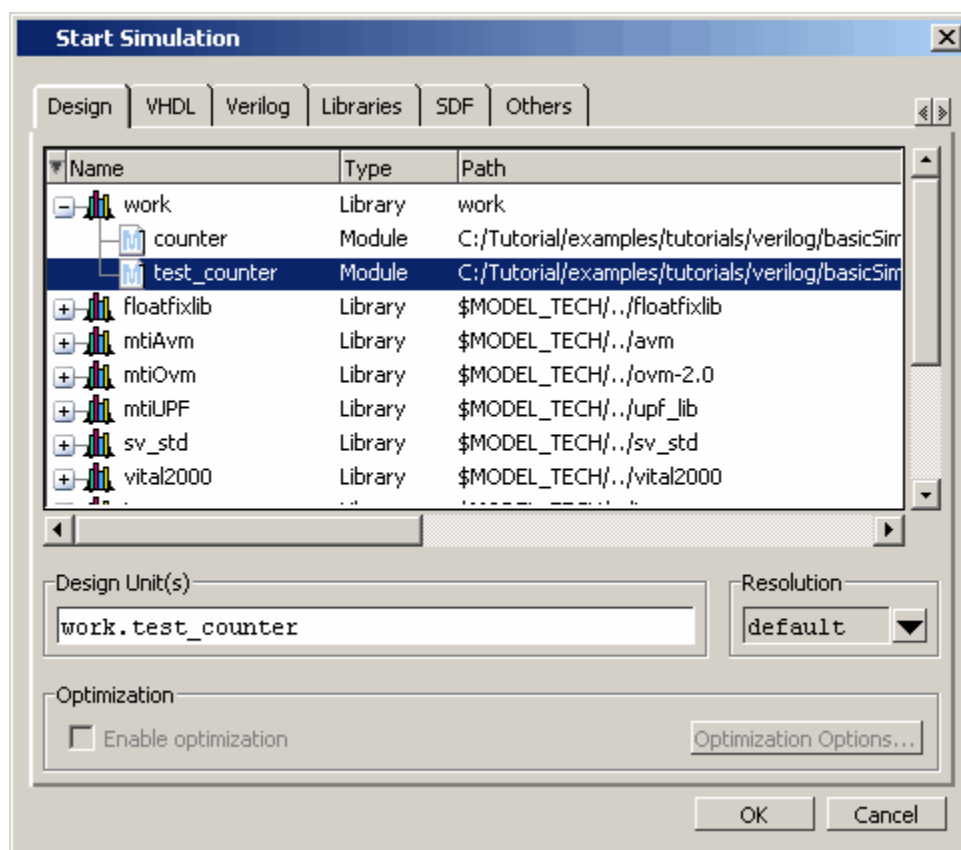 Start Simulation
Design VHDL Verilog Libraries SDF Others
Name Type Path
work Library work
counter Module C:/Tutorial/examples/tutorials/verilog/basicSim
test_counter Module C:/Tutorial/examples/tutorials/verilog/basicSim
floatfixlib Library $MODEL_TECH/../floatfixlib
mtiAvm Library $MODEL_TECH/../avm
mtiOvm Library $MODEL_TECH/../ovm-2.0
mtiUPF Library $MODEL_TECH/../upf_lib
sv_std Library $MODEL_TECH/../sv_std
vital2000 Library $MODEL_TECH/../vital2000
Design Unit(s) Resolution
work.test_counter default
Optimization
Enable optimization Optimization Options...
OK Cancel